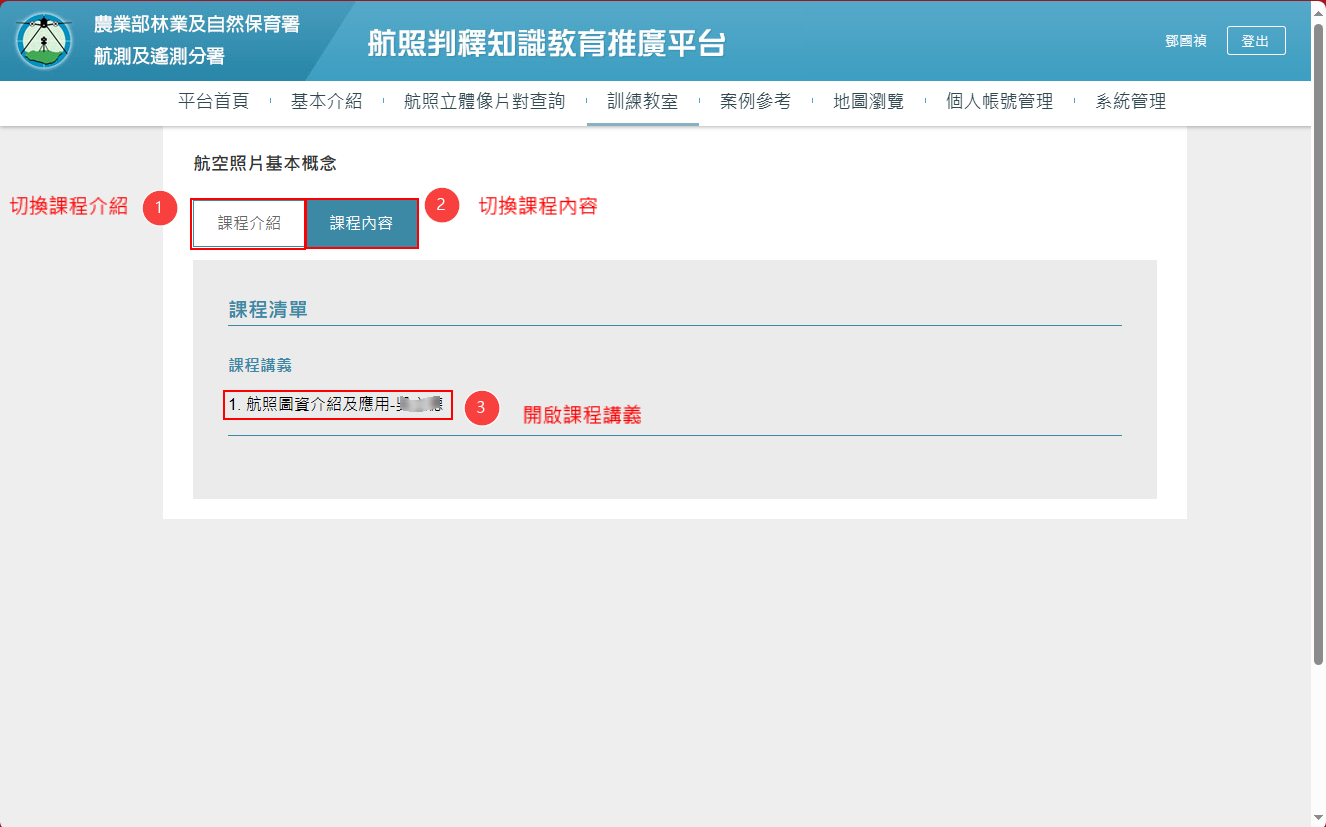 農業部林業及自然保育署
航測及遙測分署
航照判釋知識教育推廣平台
鄧國禎
登出
平台首頁
基本介紹
航照立體像片對查詢
訓練教室
案例參考
地圖瀏覽
個人帳號管理
系統管理
航空照片基本概念
切換課程介紹
1
課程介紹
課程內容
2
切換課程內容
課程清單
課程講義
1. 航照圖資介紹及應用-
3
開啟課程講義